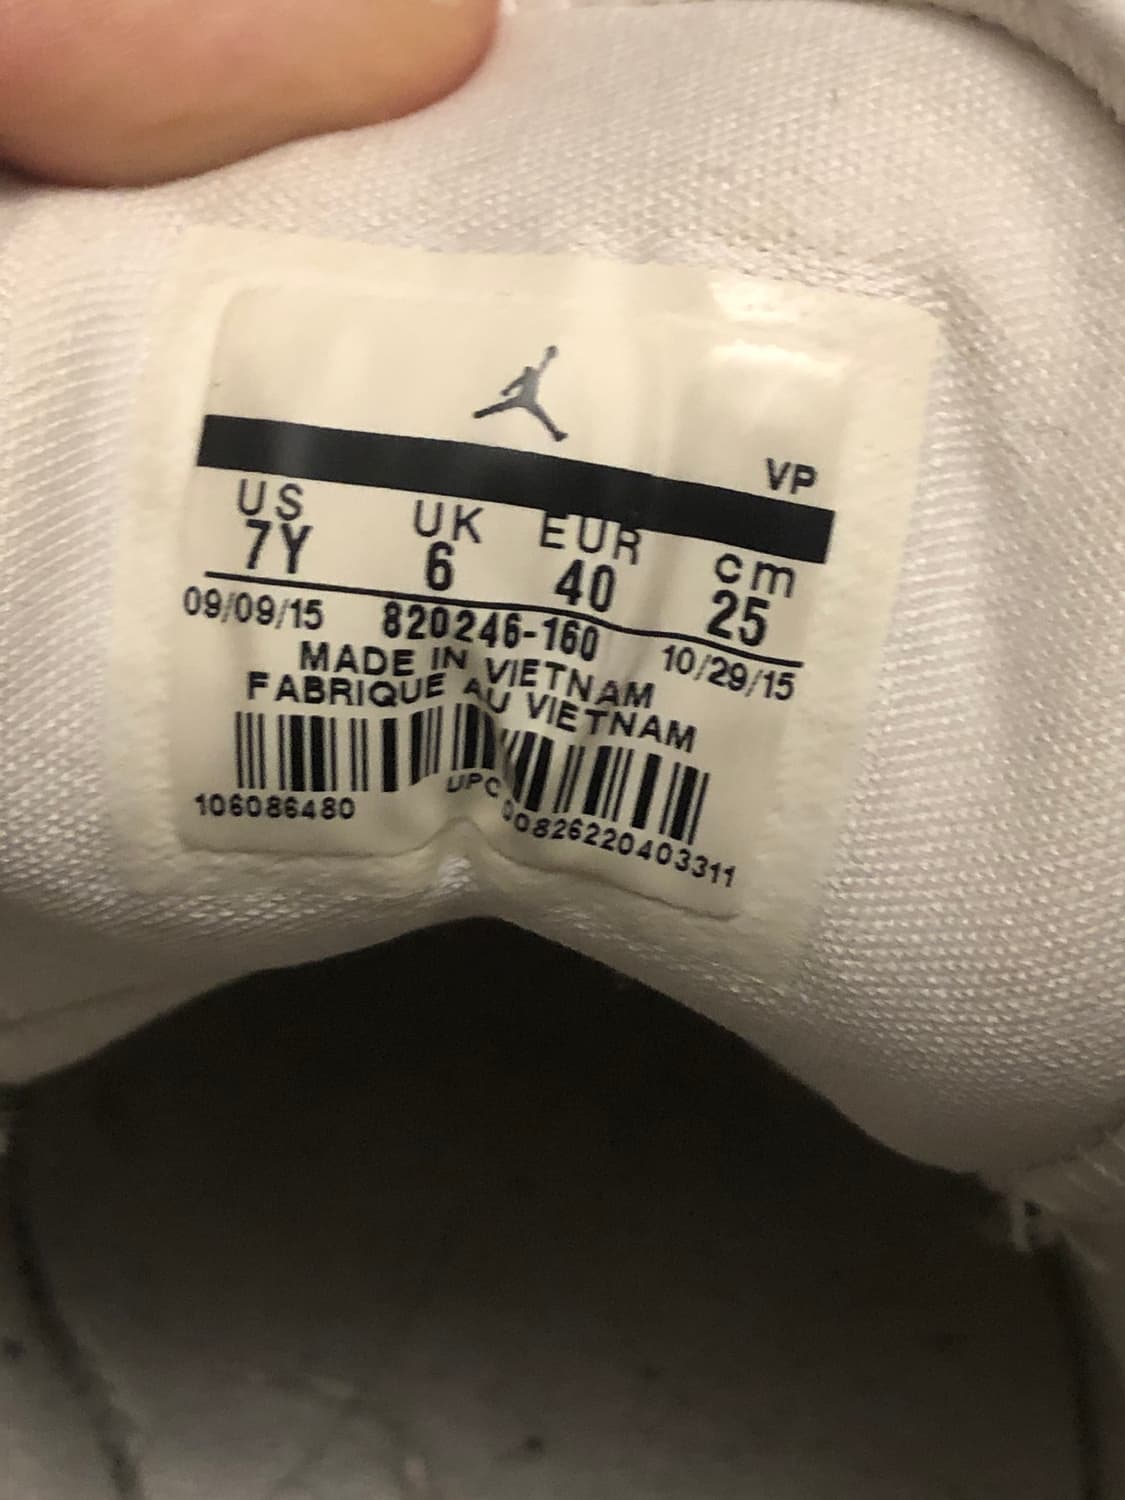 VP
US UK EUR cm
7Y 6 40 25
09/09/15 820246-160 10/29/15
MADE IN VIETNAM
FABRIQUE AU VIETNAM
UPC
106086480 00826220403311